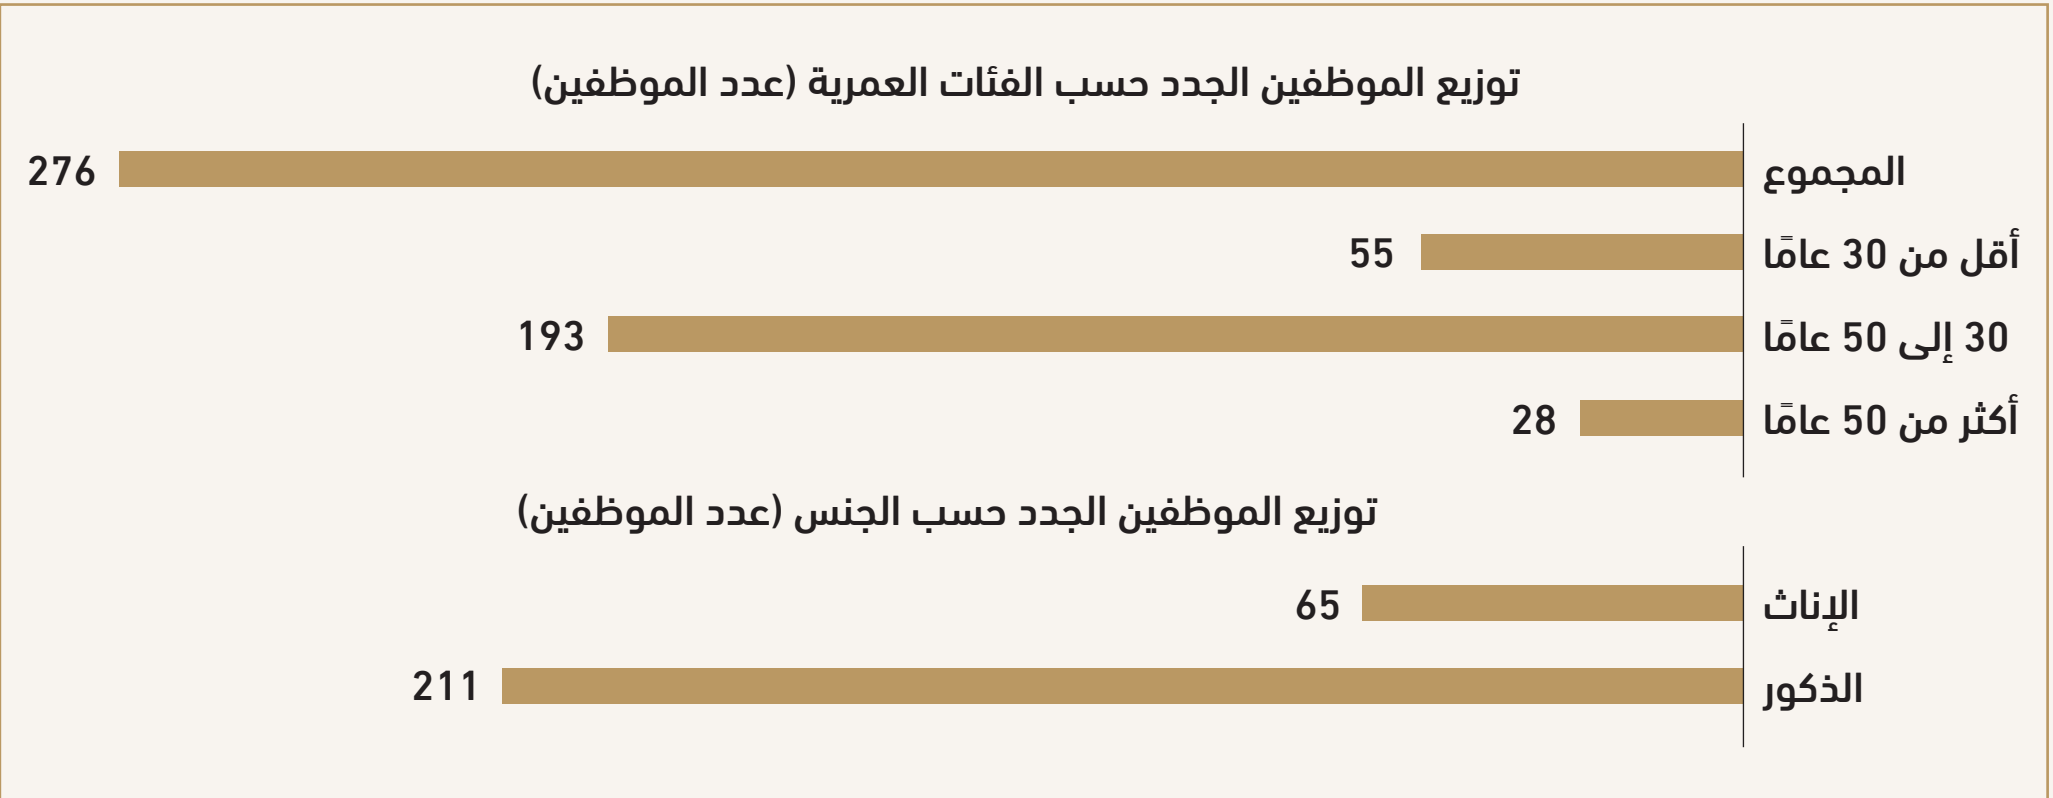 توزيع الموظفين الجدد حسب الفئات العمرية (عدد الموظفين)
المجموع 276
أقل من 30 عامًا 55
30 إلى 50 عامًا 193
أكثر من 50 عامًا 28
توزيع الموظفين الجدد حسب الجنس (عدد الموظفين)
الإناث 65
الذكور 211